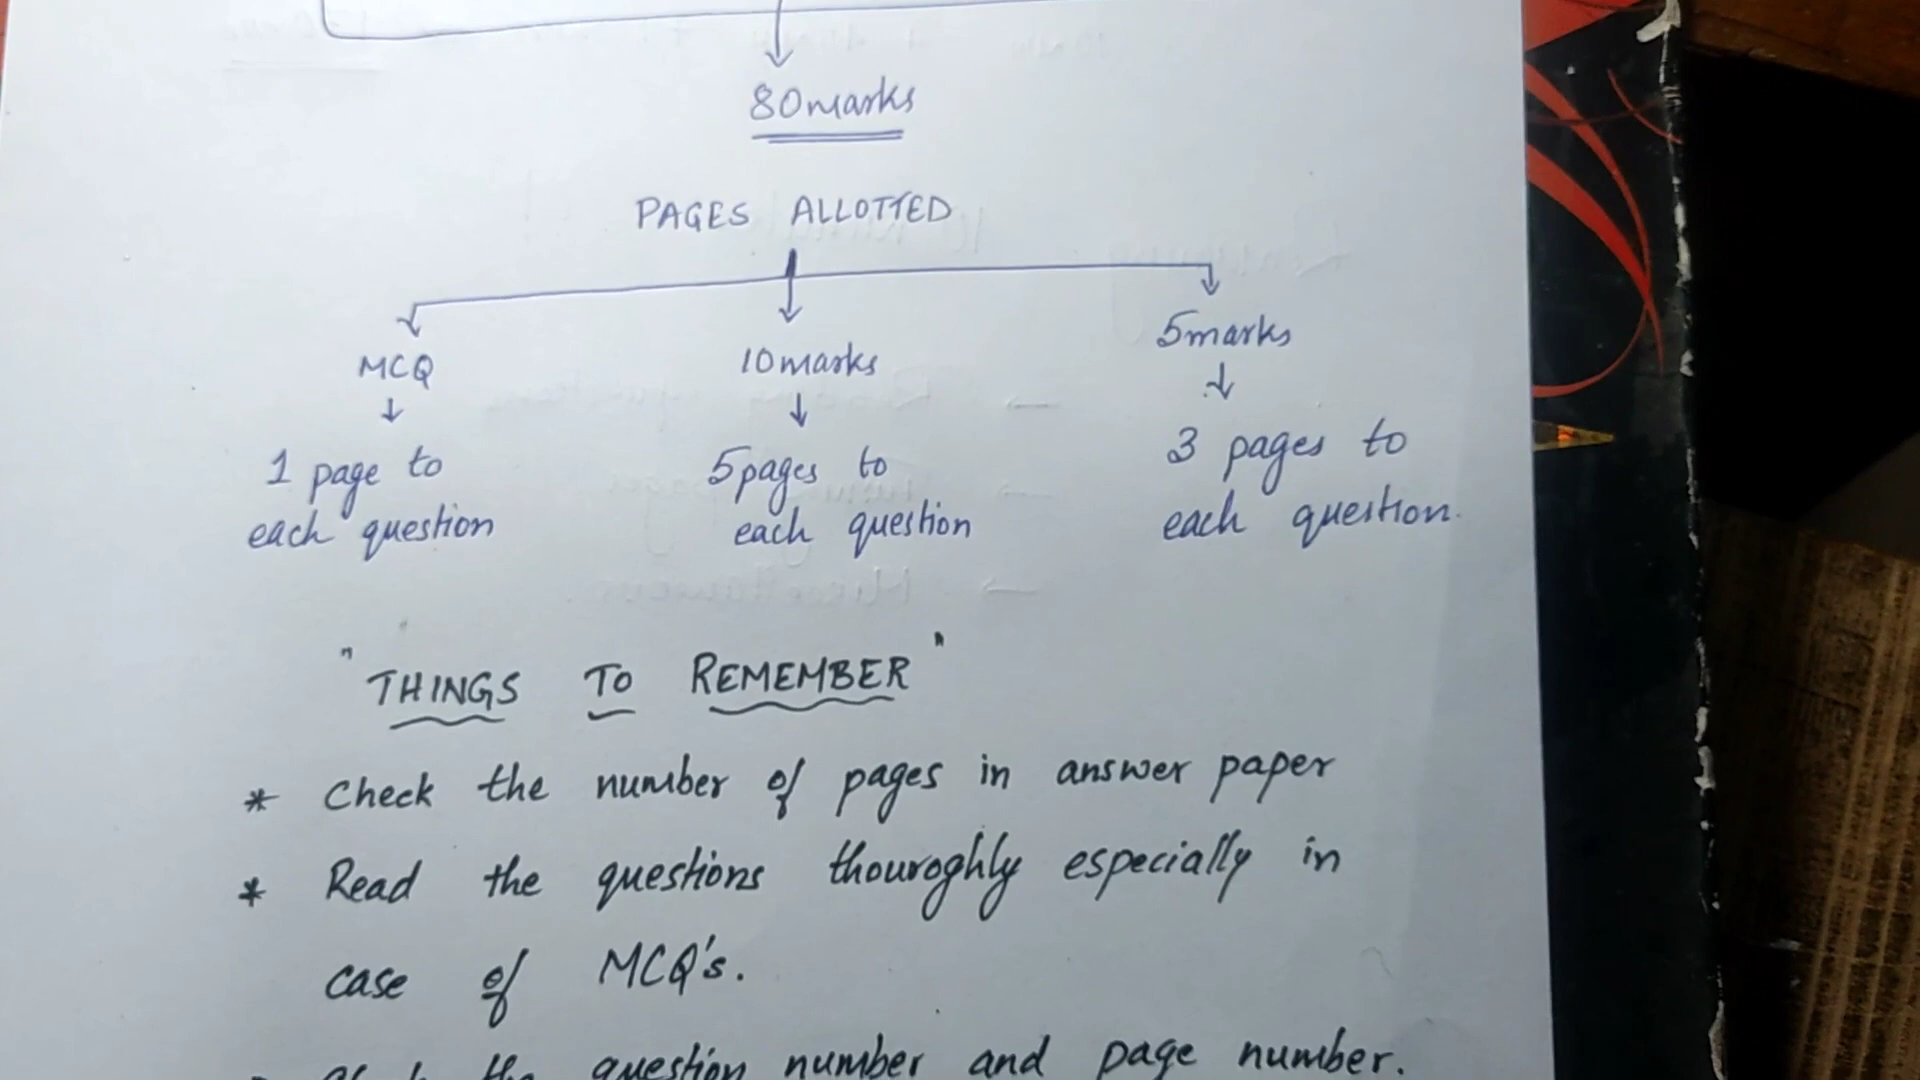 80marks
PAGES ALLOTTED
MCQ
10marks
5marks
1 page to
each question
5pages to
each question
3 pages to
each question.
"THINGS TO REMEMBER"
* Check the number of pages in answer paper
* Read the questions thouroghly especially in
case of MCQ's.
the question number and page number.